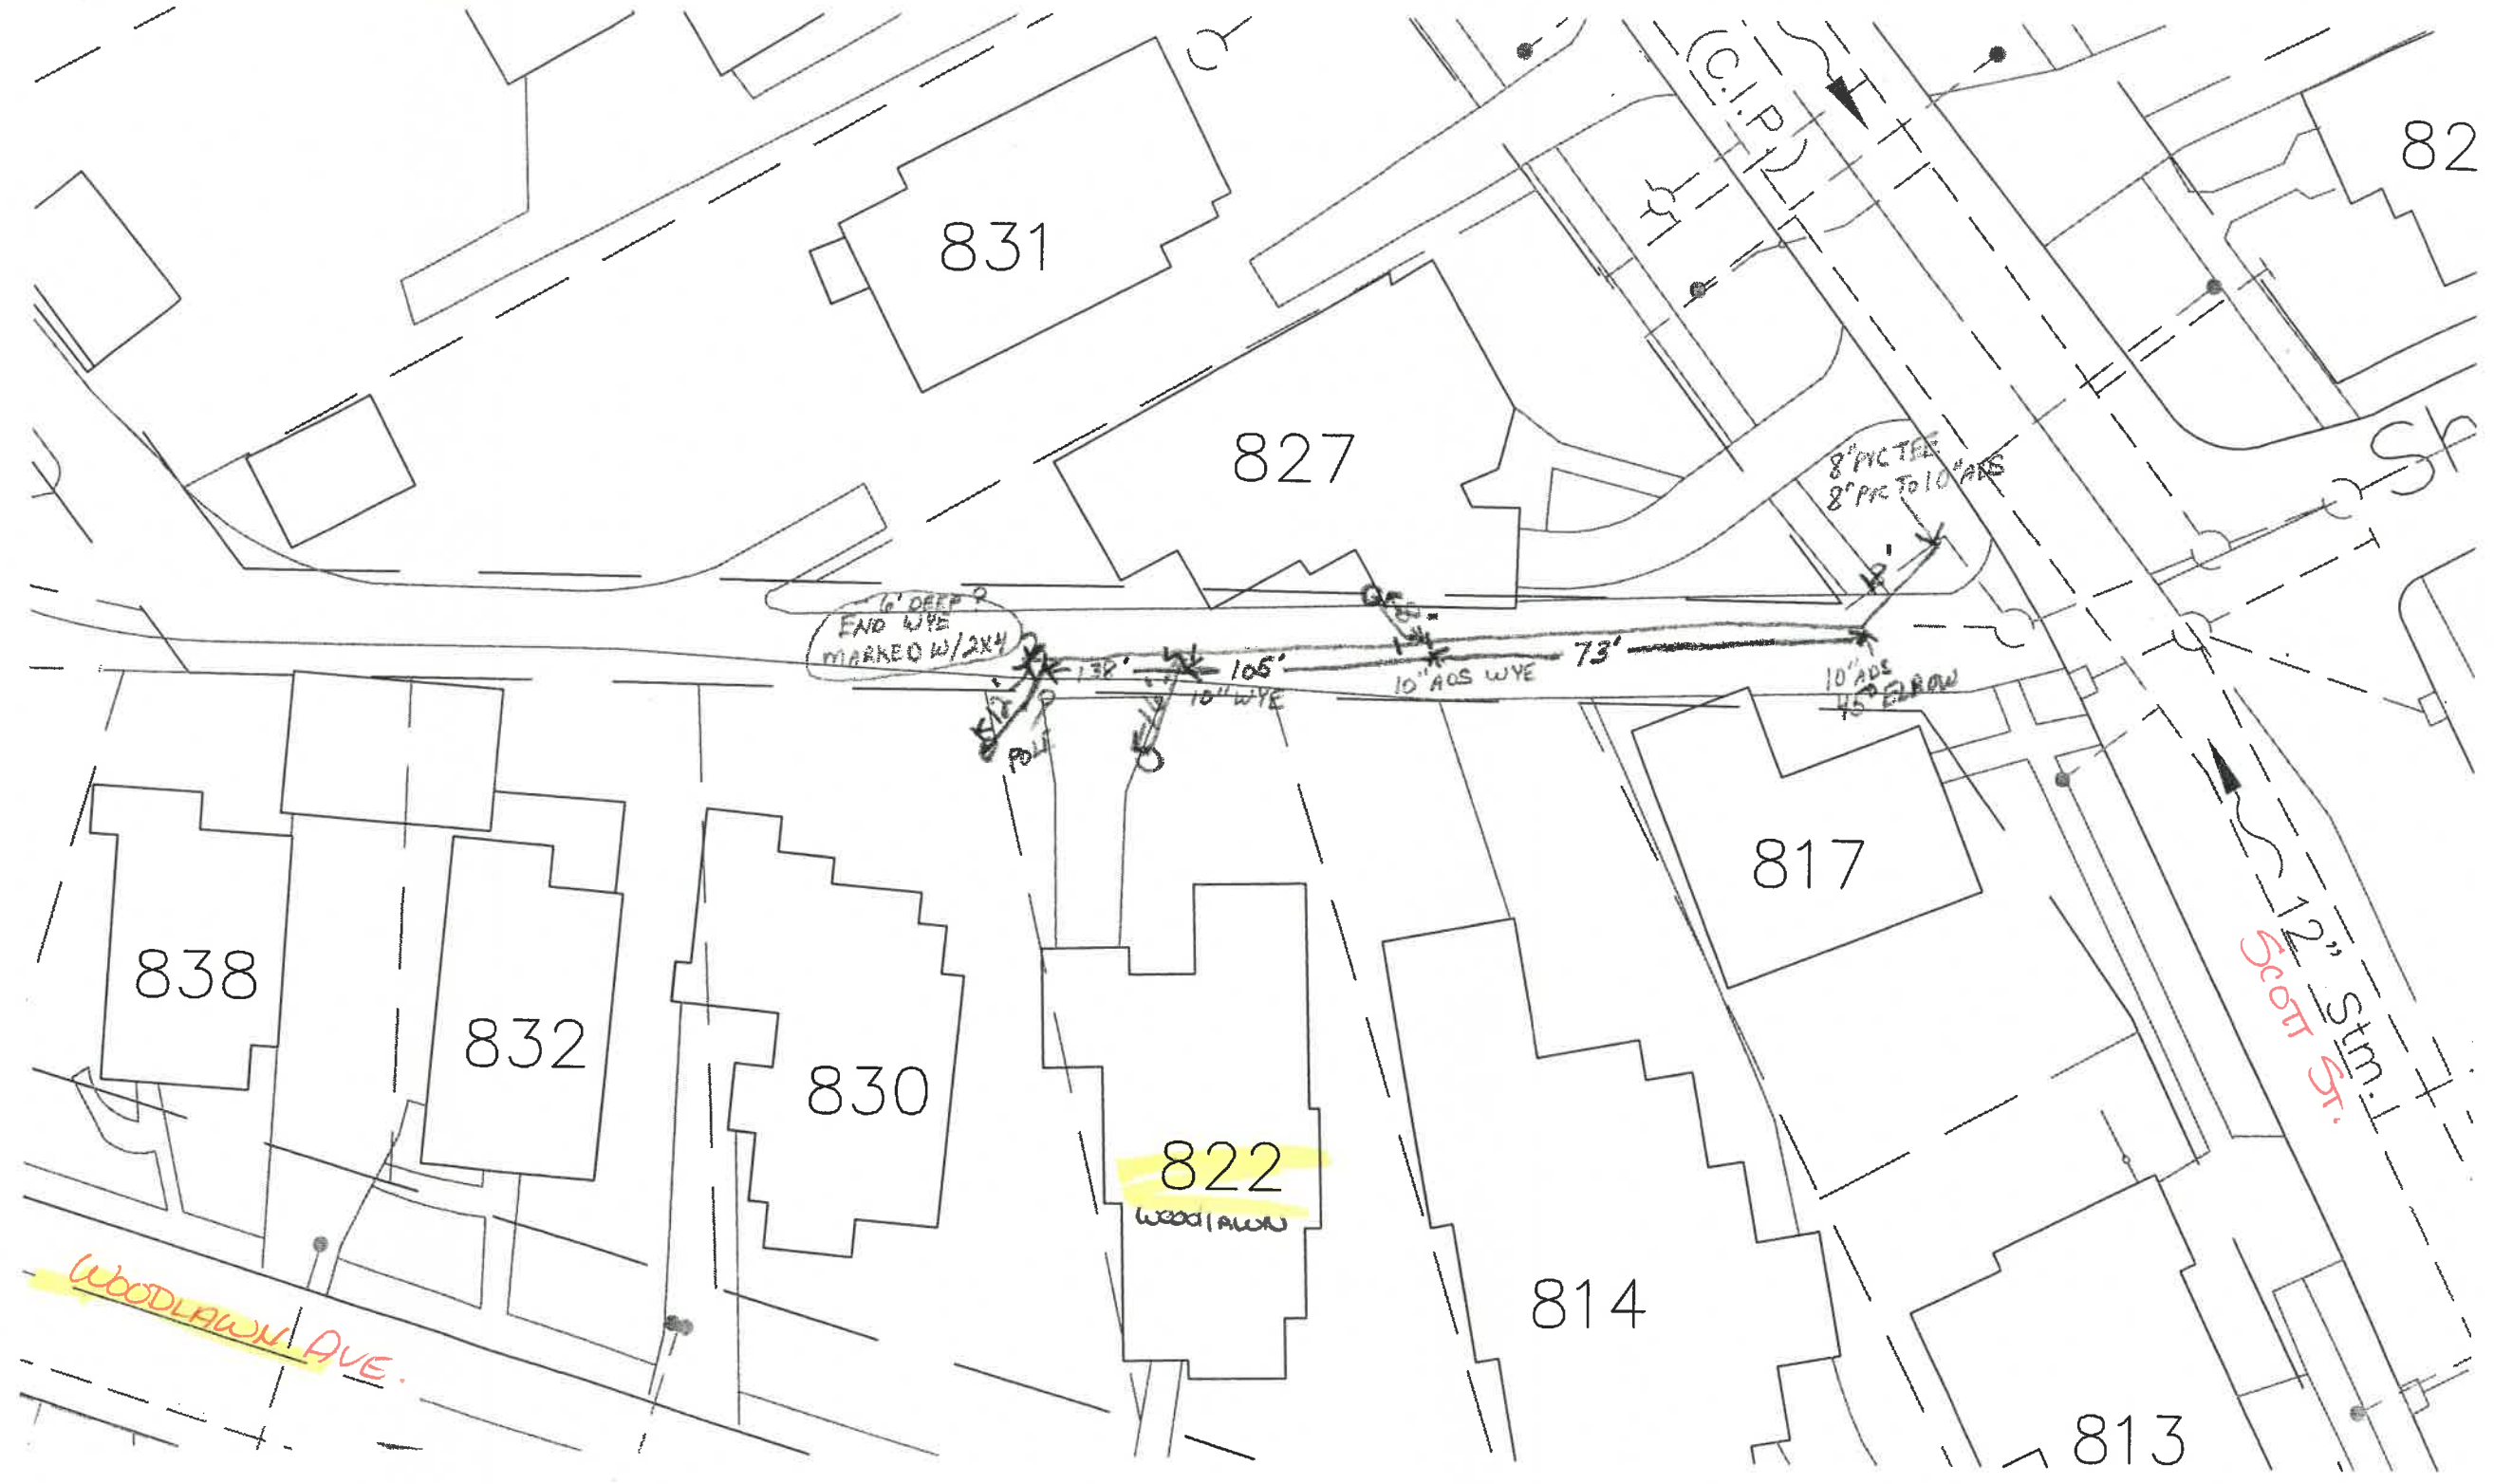 (C.I.P.)
82
831
827
8" PVC TEE
8" PVC TO 10" ADS
Sh
6' DEEP
END WYE
MARKED W/ 2X4
138'
105'
73'
10" WYE
10" ADS WYE
10" ADS
45° ELBOW
POLE
817
838
832
830
822
WOODLAWN
814
813
12" Stm.
SCOTT ST.
WOODLAWN AVE.